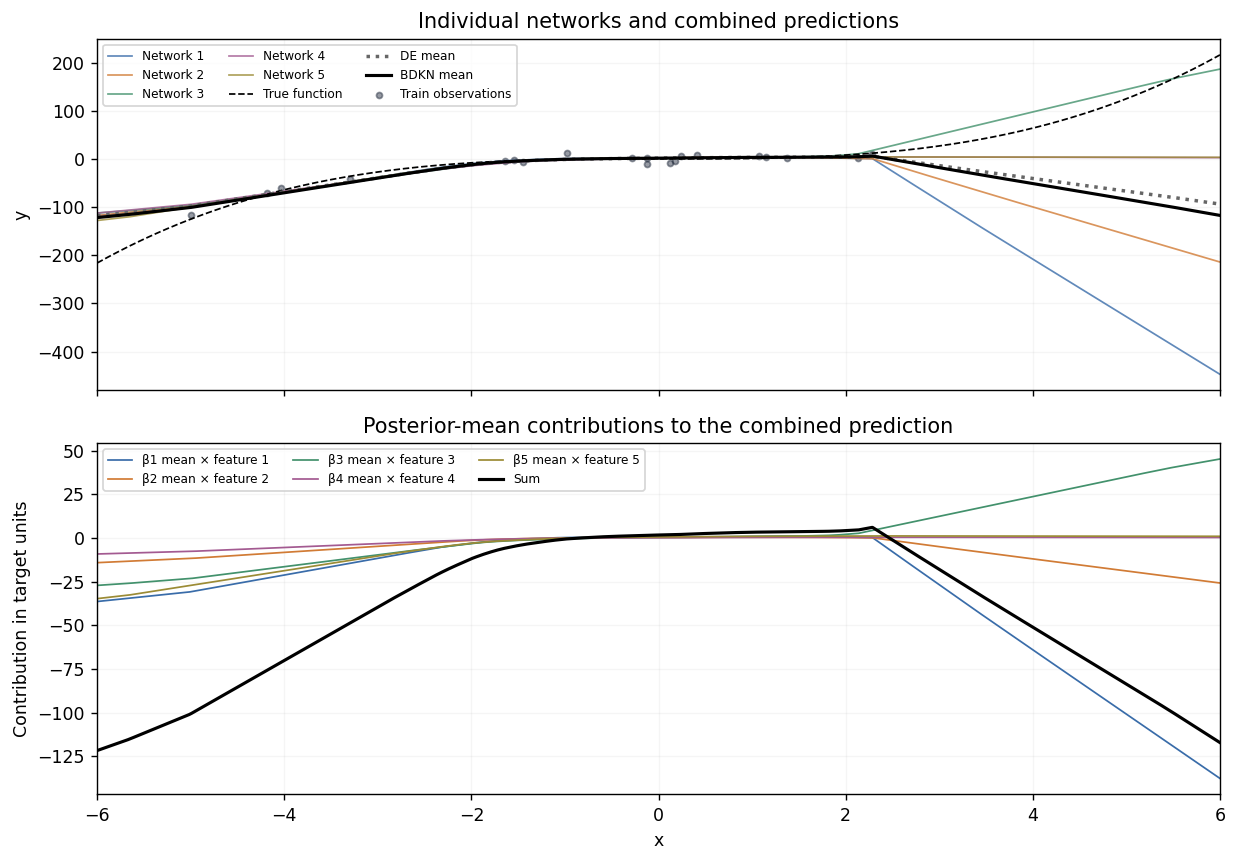 Individual networks and combined predictions
Network 1
Network 2
Network 3
Network 4
Network 5
True function
DE mean
BDKN mean
Train observations
y
200
100
0
−100
−200
−300
−400
Posterior-mean contributions to the combined prediction
β1 mean × feature 1
β2 mean × feature 2
β3 mean × feature 3
β4 mean × feature 4
β5 mean × feature 5
Sum
Contribution in target units
50
25
0
−25
−50
−75
−100
−125
−6
−4
−2
0
2
4
6
x